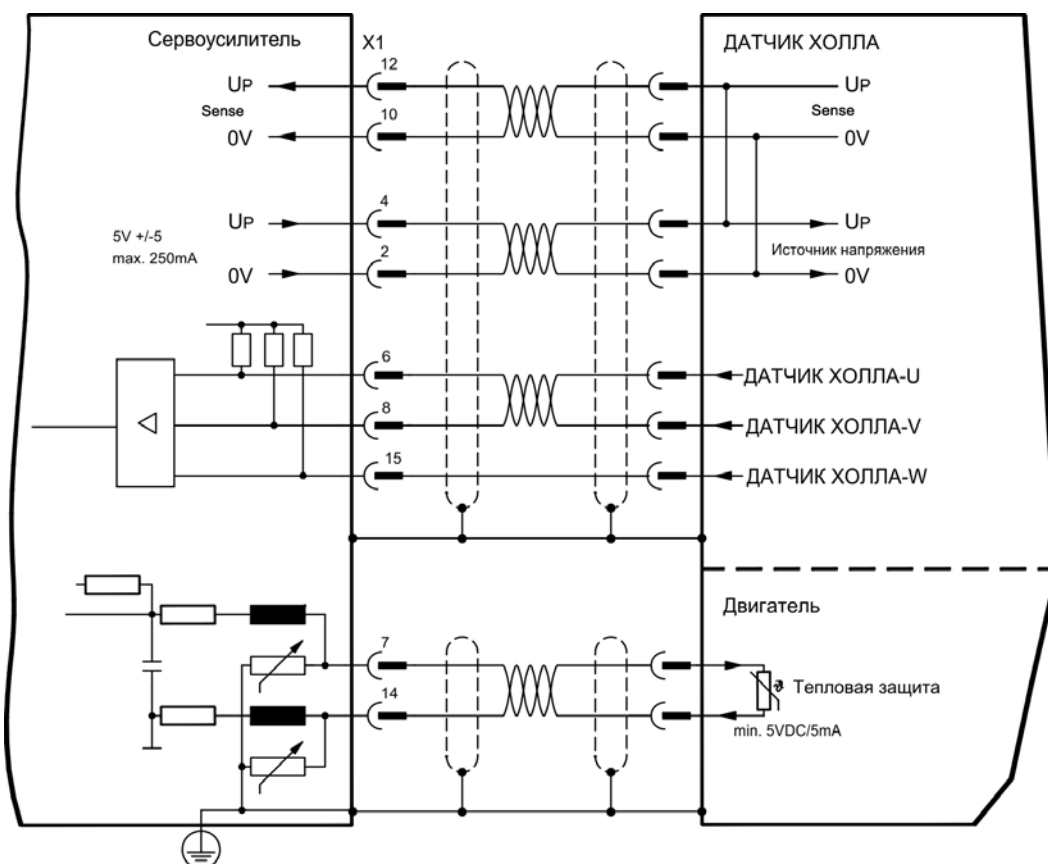 Сервоусилитель
X1
ДАТЧИК ХОЛЛА
12
UP
UP
Sense
Sense
10
0V
0V
4
UP
UP
5V +/-5
max. 250mA
Источник напряжения
2
0V
0V
6
ДАТЧИК ХОЛЛА-U
8
ДАТЧИК ХОЛЛА-V
15
ДАТЧИК ХОЛЛА-W
Двигатель
7
ϑ Тепловая защита
14
min. 5VDC/5mA